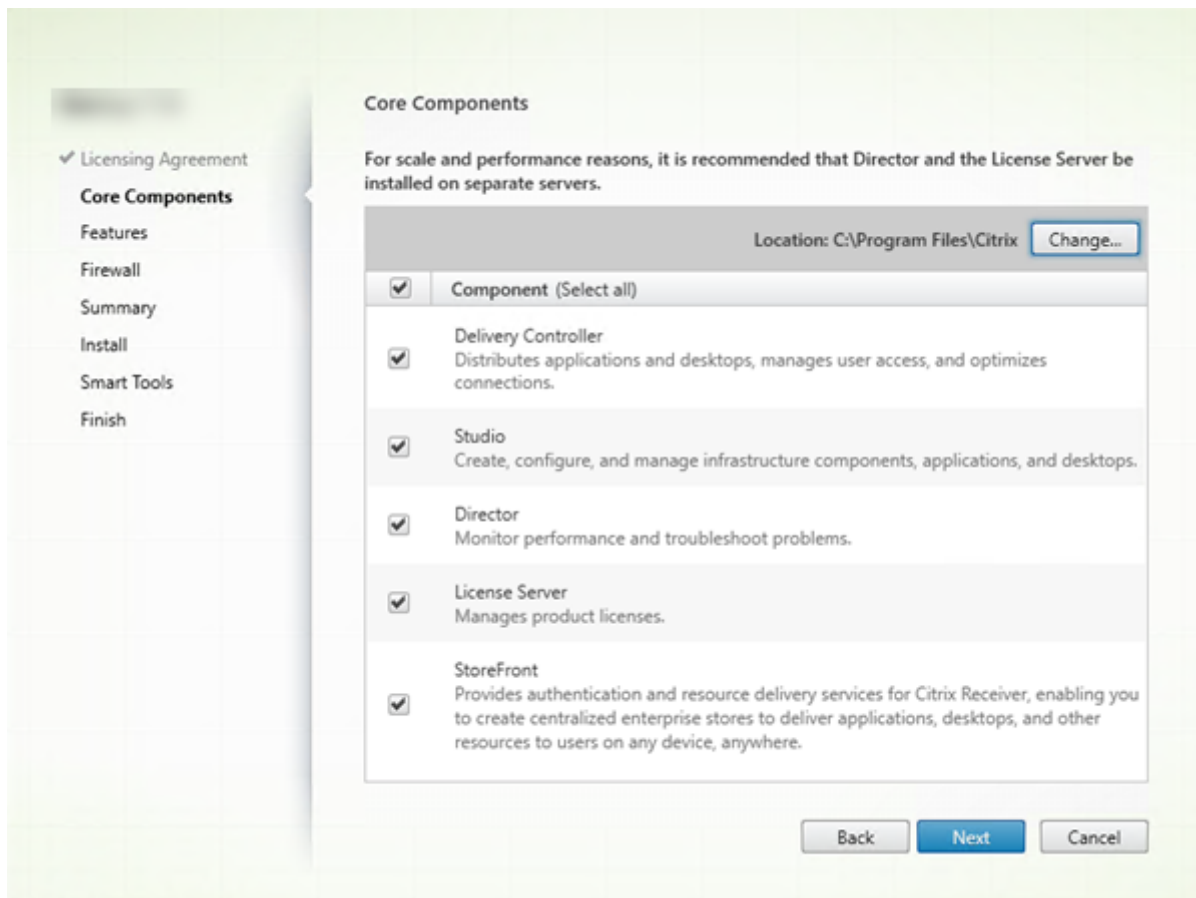 Licensing Agreement
Core Components
Features
Firewall
Summary
Install
Smart Tools
Finish
Core Components
For scale and performance reasons, it is recommended that Director and the License Server be
installed on separate servers.
Location: C:\Program Files\Citrix
Change...
Component (Select all)
Delivery Controller
Distributes applications and desktops, manages user access, and optimizes
connections.
Studio
Create, configure, and manage infrastructure components, applications, and desktops.
Director
Monitor performance and troubleshoot problems.
License Server
Manages product licenses.
StoreFront
Provides authentication and resource delivery services for Citrix Receiver, enabling you
to create centralized enterprise stores to deliver applications, desktops, and other
resources to users on any device, anywhere.
Back
Next
Cancel